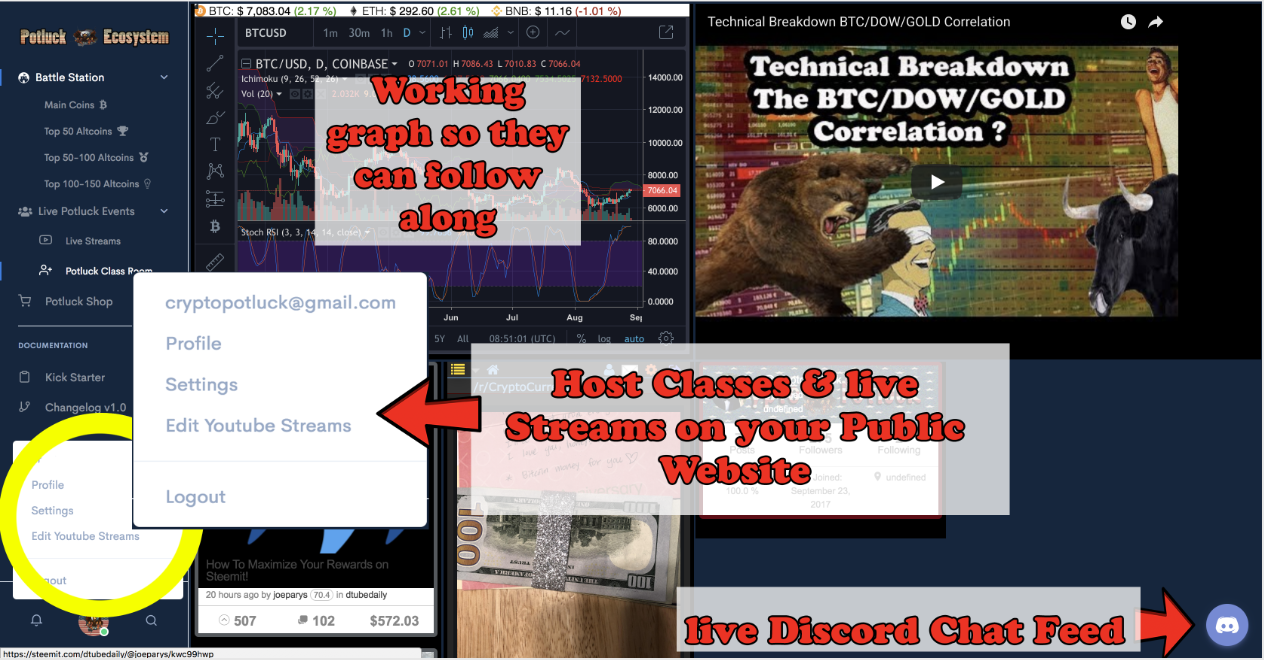 BTC: $ 7,083.04 (2.17 %) ETH: $ 292.60 (2.61 %) BNB: $ 11.16 (-1.01 %)
Potluck Ecosystem
Battle Station
Main Coins
Top 50 Altcoins
Top 50-100 Altcoins
Top 100-150 Altcoins
Live Potluck Events
Live Streams
Potluck Class Room
Potluck Shop
DOCUMENTATION
Kick Starter
Changelog v1.0
Profile
Settings
Edit Youtube Streams
BTCUSD 1m 30m 1h D
BTC/USD, D, COINBASE O 7071.01 H 7086.43 L 7010.83 C 7066.04
Ichimoku (9, 26, 52, 26) 7132.5000
Vol (20)
14000.00
12000.00
10000.00
8000.00
7066.04
6000.00
Stoch RSI (3, 3, 14, 14, close)
80.0000
40.0000
0.0000
Jun Jul Aug
5Y All 08:51:01 (UTC) % log auto
Working
graph so they
can follow
along
Technical Breakdown BTC/DOW/GOLD Correlation
Technical Breakdown
The BTC/DOW/GOLD
Correlation ?
cryptopotluck@gmail.com
Profile
Settings
Edit Youtube Streams
Logout
Host Classes & live
Streams on your Public
Website
undefined
Posts Followers Following
100.0 % Joined: undefined
September 23,
2017
100
How To Maximize Your Rewards on
Steemit!
20 hours ago by joeparys 70.4 in dtubedaily
507 102 $572.03
live Discord Chat Feed
https://steemit.com/dtubedaily/@joeparys/kwc99hwp